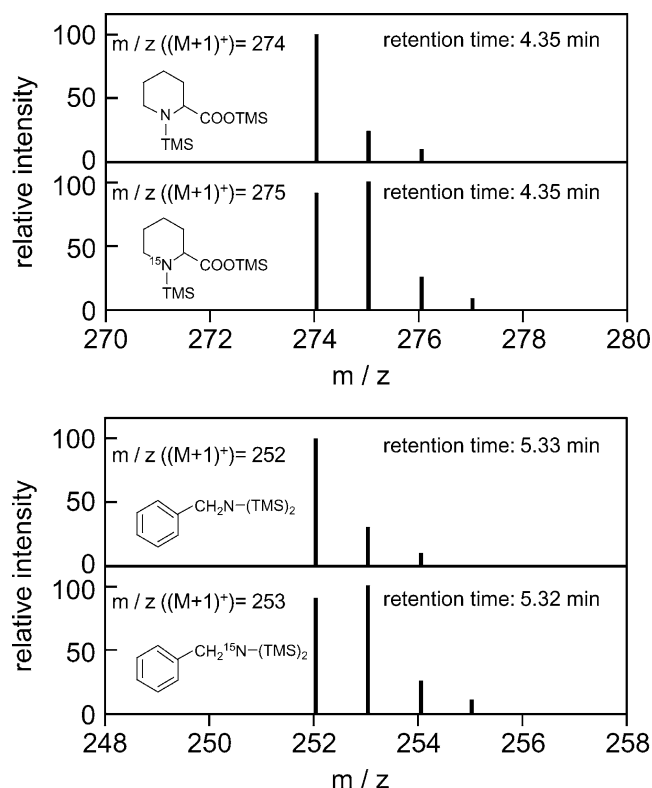 relative intensity
100
50
0
m / z ((M+1)⁺)= 274
retention time: 4.35 min
N
COOTMS
TMS
100
50
0
m / z ((M+1)⁺)= 275
retention time: 4.35 min
¹⁵N
COOTMS
TMS
270 272 274 276 278 280
m / z
relative intensity
100
50
0
m / z ((M+1)⁺)= 252
retention time: 5.33 min
CH₂N–(TMS)₂
100
50
0
m / z ((M+1)⁺)= 253
retention time: 5.32 min
CH₂¹⁵N–(TMS)₂
248 250 252 254 256 258
m / z